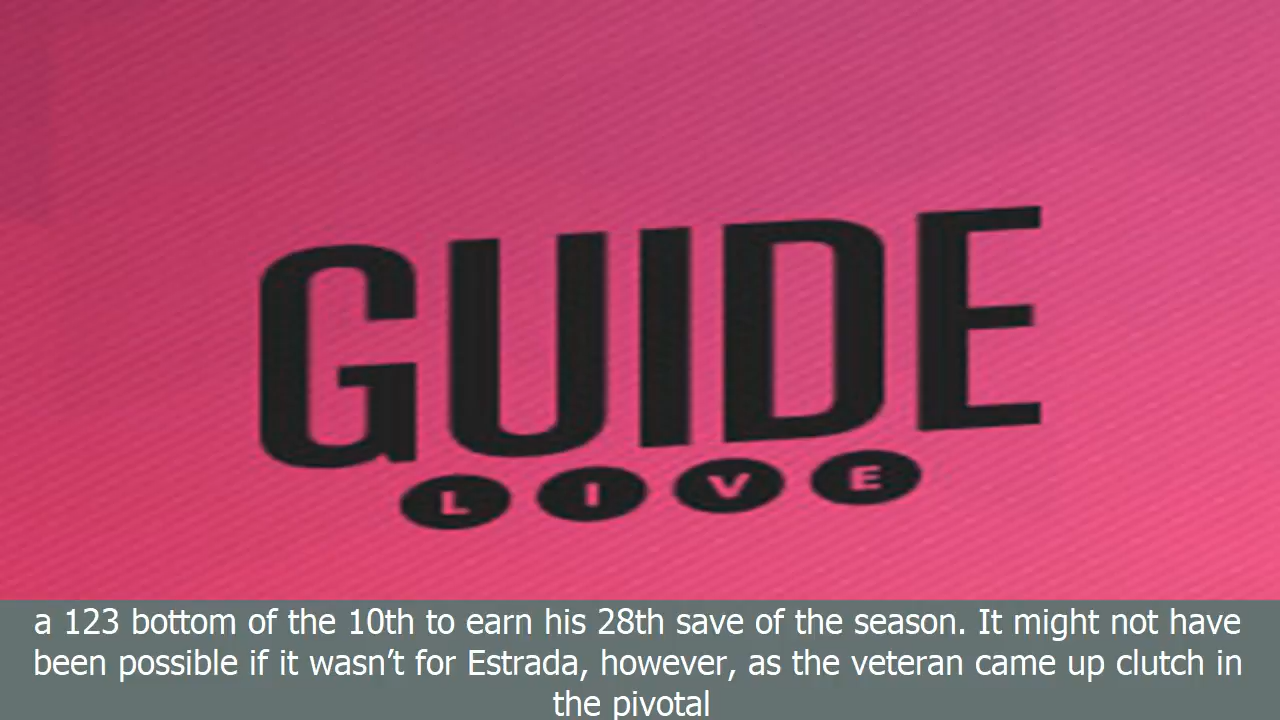 GUIDE
LIVE
a 123 bottom of the 10th to earn his 28th save of the season. It might not have
been possible if it wasn’t for Estrada, however, as the veteran came up clutch in
the pivotal